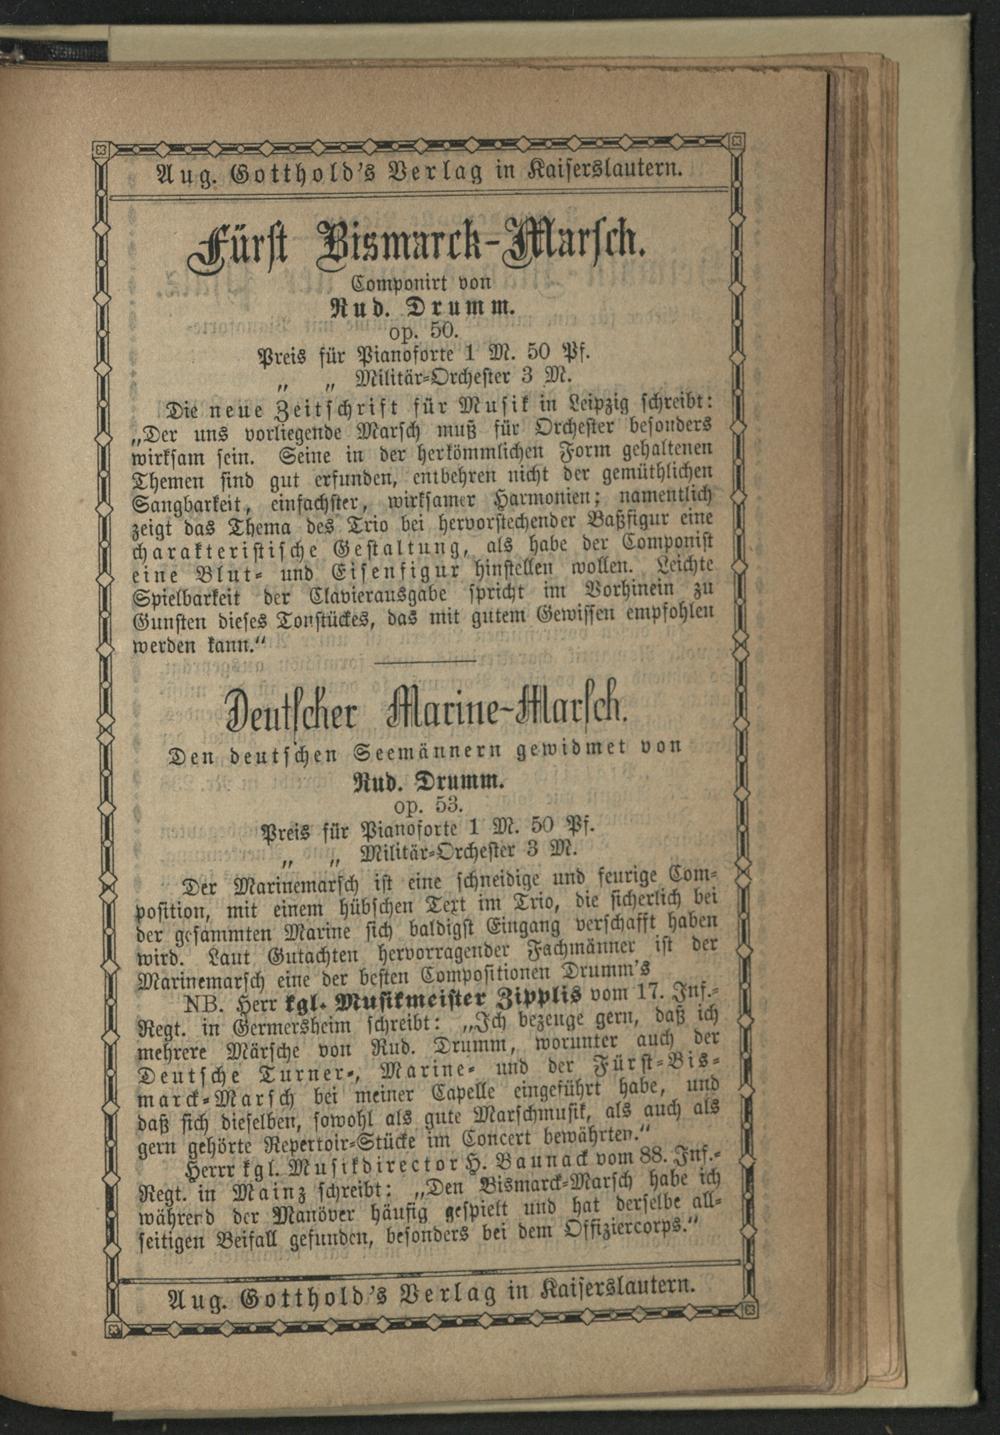 Aug. Gotthold's Verlag in Kaiserslautern.
Fürst Bismarck-Marsch.
Componirt von
Rud. Drumm.
op. 50.
Preis für Pianoforte 1 M. 50 Pf.
„ „ Militär-Orchester 3 M.
Die neue Zeitschrift für Musik in Leipzig schreibt:
„Der uns vorliegende Marsch muß für Orchester besonders
wirksam sein. Seine in der herkömmlichen Form gehaltenen
Themen sind gut erfunden, entbehren nicht der gemüthlichen
Sangbarkeit, einfachster, wirksamer Harmonien; namentlich
zeigt das Thema des Trio bei hervorstechender Baßfigur eine
charakteristische Gestaltung, als habe der Componist
eine Blut- und Eisenfigur hinstellen wollen. Leichte
Spielbarkeit der Clavierausgabe spricht im Vorhinein zu
Gunsten dieses Tonstückes, das mit gutem Gewissen empfohlen
werden kann.“
Deutscher Marine-Marsch.
Den deutschen Seemännern gewidmet von
Rud. Drumm.
op. 53.
Preis für Pianoforte 1 M. 50 Pf.
„ „ Militär-Orchester 3 M.
Der Marinemarsch ist eine schneidige und feurige Com-
position, mit einem hübschen Text im Trio, die sicherlich bei
der gesammten Marine sich baldigst Eingang verschafft haben
wird. Laut Gutachten hervorragender Fachmänner ist der
Marinemarsch eine der besten Compositionen Drumm's
NB. Herr kgl. Musikmeister Zipplis vom 17. Inf.-
Regt. in Germersheim schreibt: „Ich bezeuge gern, daß ich
mehrere Märsche von Rud. Drumm, worunter auch der
Deutsche Turner-, Marine- und der Fürst-Bis-
marck-Marsch bei meiner Capelle eingeführt habe, und
daß sich dieselben, sowohl als gute Marschmusik, als auch als
gern gehörte Repertoir-Stücke im Concert bewährten.“
Herrr kgl. Musikdirector H. Baunack vom 88. Inf.-
Regt. in Mainz schreibt: „Den Bismarck-Marsch habe ich
während der Manöver häufig gespielt und hat derselbe all-
seitigen Beifall gefunden, besonders bei dem Offiziercorps.“
Aug. Gotthold's Verlag in Kaiserslautern.